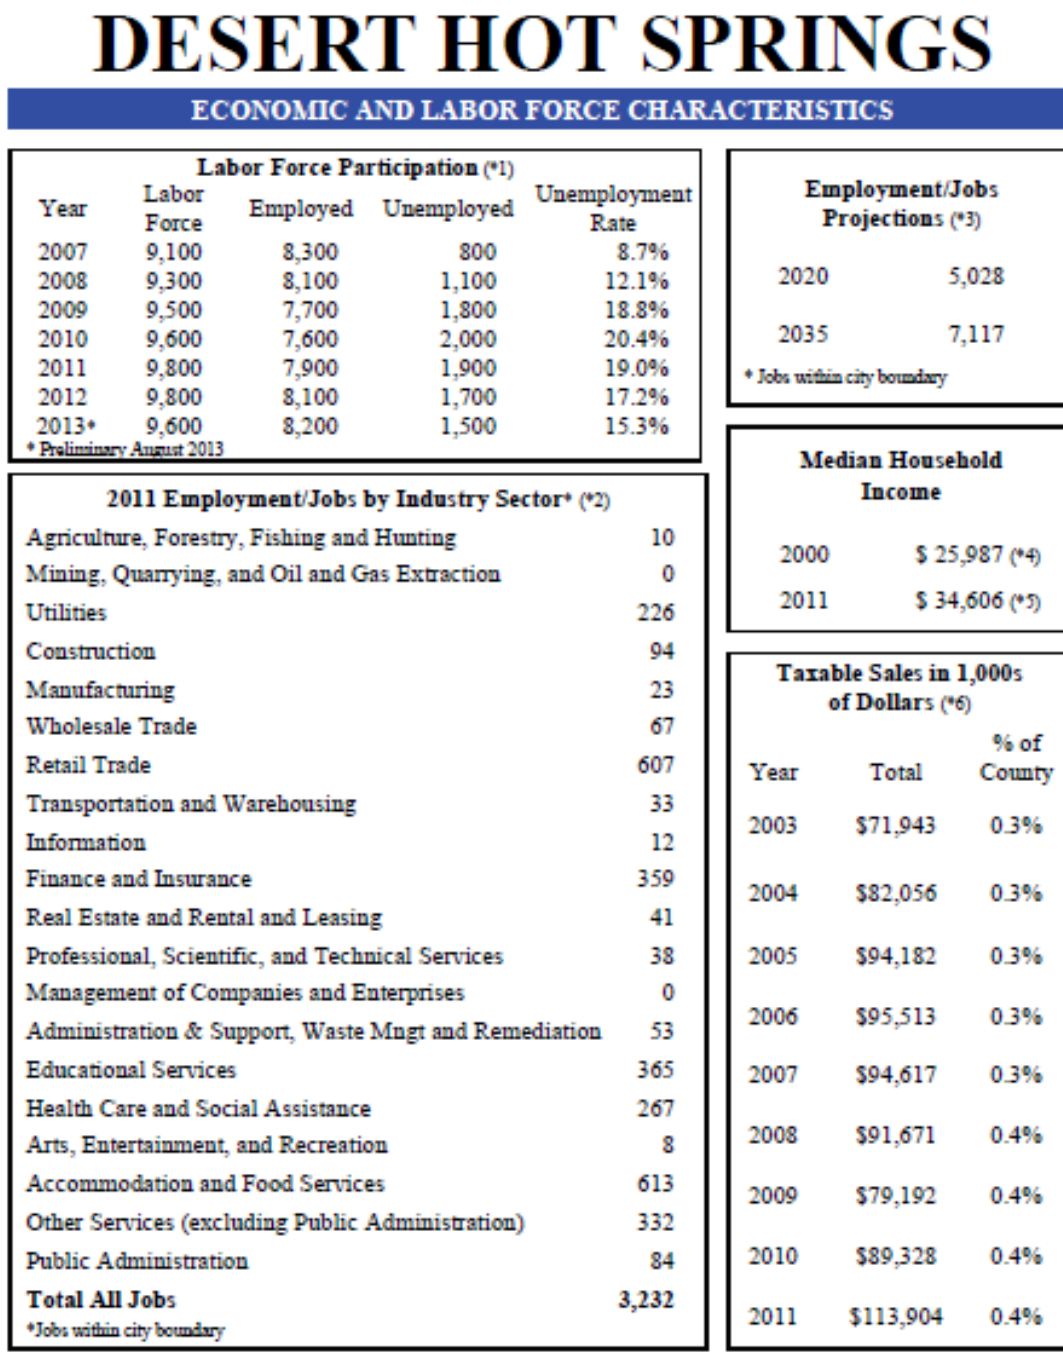 DESERT HOT SPRINGS
ECONOMIC AND LABOR FORCE CHARACTERISTICS
Labor Force Participation (*1)
Year Labor Force Employed Unemployed Unemployment Rate
2007 9,100 8,300 800 8.7%
2008 9,300 8,100 1,100 12.1%
2009 9,500 7,700 1,800 18.8%
2010 9,600 7,600 2,000 20.4%
2011 9,800 7,900 1,900 19.0%
2012 9,800 8,100 1,700 17.2%
2013* 9,600 8,200 1,500 15.3%
* Preliminary August 2013
2011 Employment/Jobs by Industry Sector* (*2)
Agriculture, Forestry, Fishing and Hunting 10
Mining, Quarrying, and Oil and Gas Extraction 0
Utilities 226
Construction 94
Manufacturing 23
Wholesale Trade 67
Retail Trade 607
Transportation and Warehousing 33
Information 12
Finance and Insurance 359
Real Estate and Rental and Leasing 41
Professional, Scientific, and Technical Services 38
Management of Companies and Enterprises 0
Administration & Support, Waste Mngt and Remediation 53
Educational Services 365
Health Care and Social Assistance 267
Arts, Entertainment, and Recreation 8
Accommodation and Food Services 613
Other Services (excluding Public Administration) 332
Public Administration 84
Total All Jobs 3,232
*Jobs within city boundary
Employment/Jobs
Projections (*3)
2020 5,028
2035 7,117
* Jobs within city boundary
Median Household
Income
2000 $ 25,987 (*4)
2011 $ 34,606 (*5)
Taxable Sales in 1,000s
of Dollars (*6)
Year Total % of County
2003 $71,943 0.3%
2004 $82,056 0.3%
2005 $94,182 0.3%
2006 $95,513 0.3%
2007 $94,617 0.3%
2008 $91,671 0.4%
2009 $79,192 0.4%
2010 $89,328 0.4%
2011 $113,904 0.4%